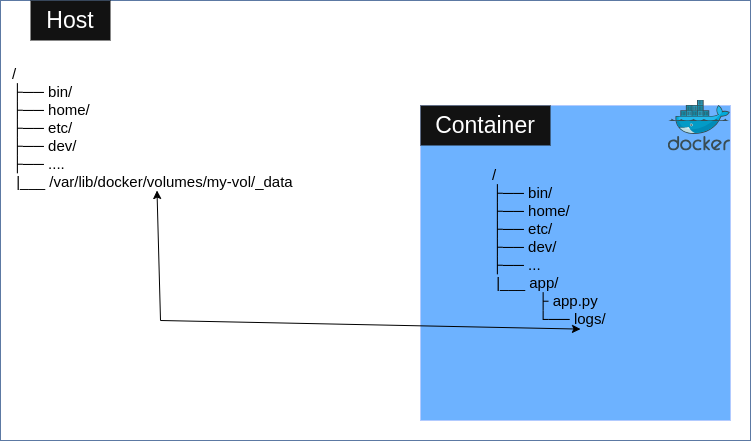 Host
/
├── bin/
├── home/
├── etc/
├── dev/
├── ....
|___ /var/lib/docker/volumes/my-vol/_data
Container
docker
/
├── bin/
├── home/
├── etc/
├── dev/
├── ...
|___ app/
├ app.py
└── logs/